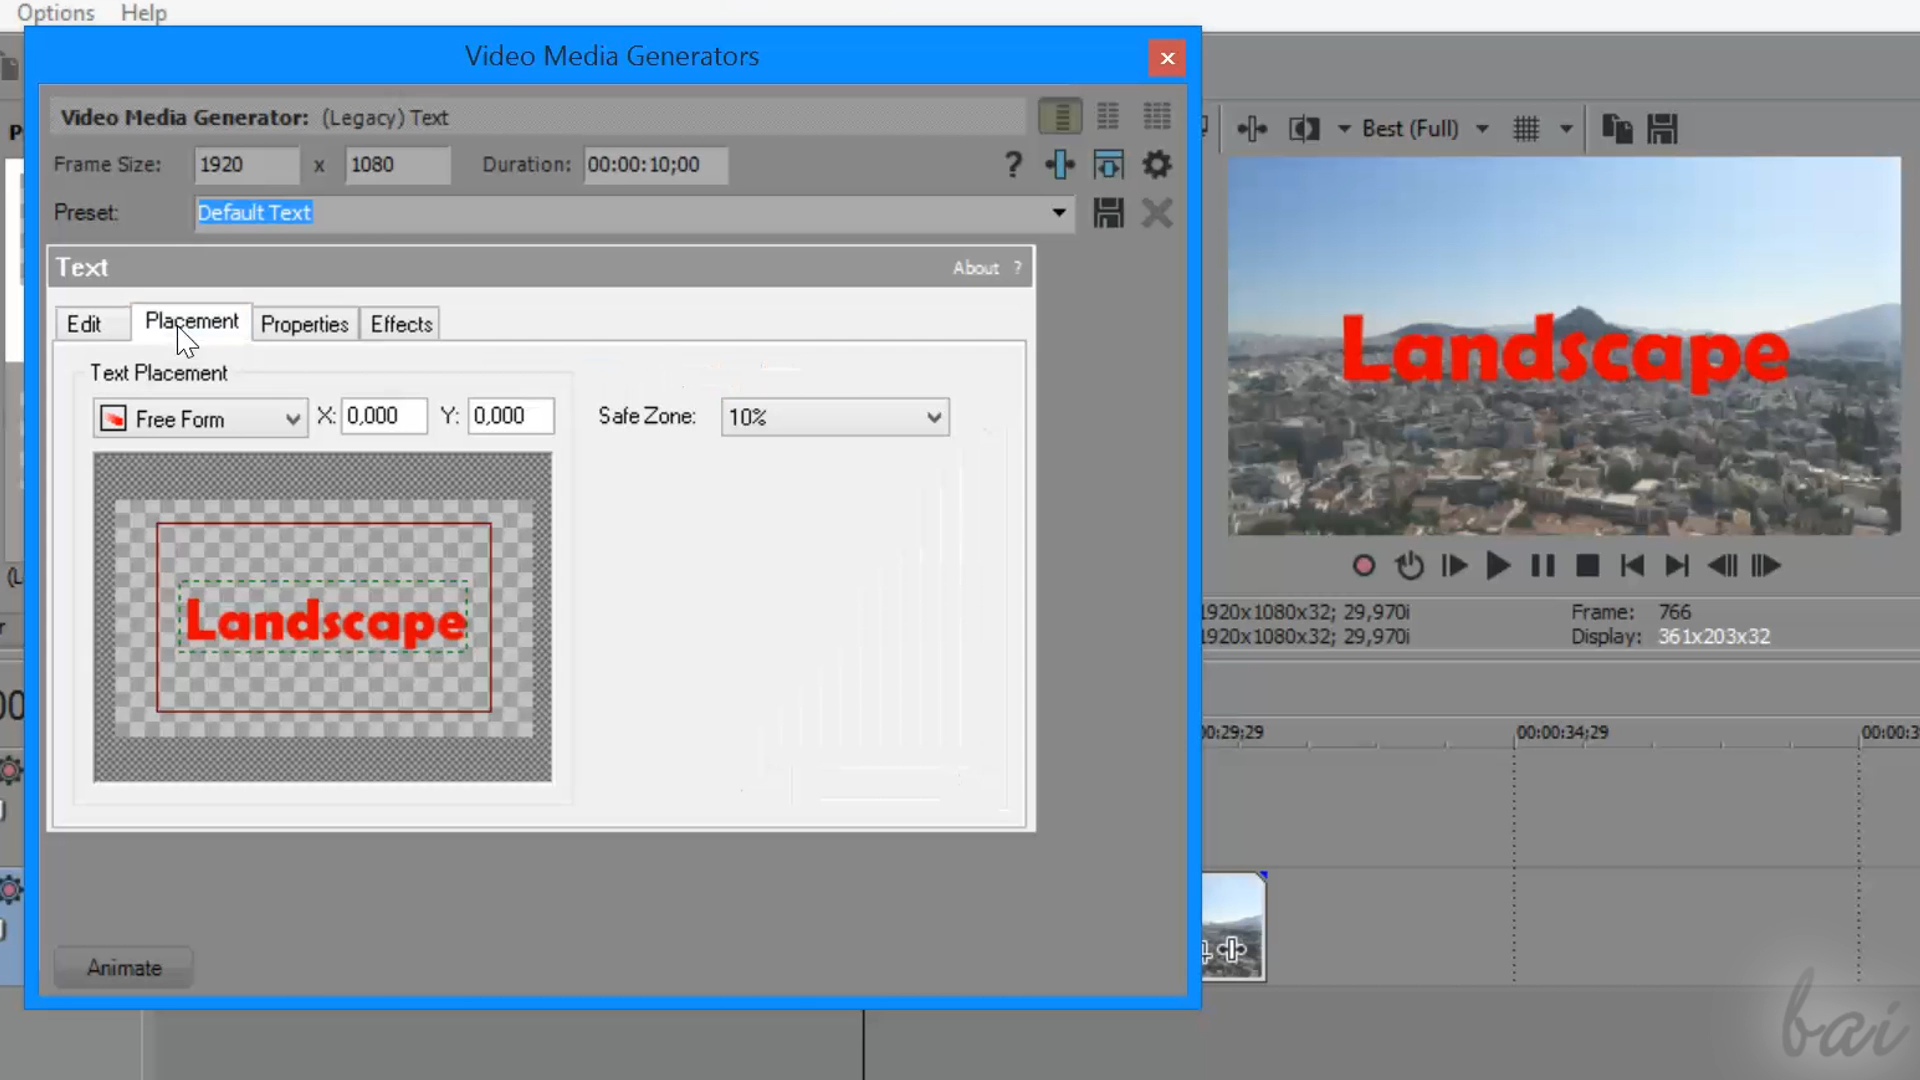 Options Help
Video Media Generators
Video Media Generator: (Legacy) Text
Frame Size: 1920 x 1080 Duration: 00:00:10;00 ?
Preset: Default Text
Text About ?
Edit Placement Properties Effects
Text Placement
Free Form X: 0,000 Y: 0,000 Safe Zone: 10%
Landscape
Animate
Best (Full)
Landscape
1920x1080x32; 29,970i Frame: 766
1920x1080x32; 29,970i Display: 361x203x32
00:00:34;29
bai